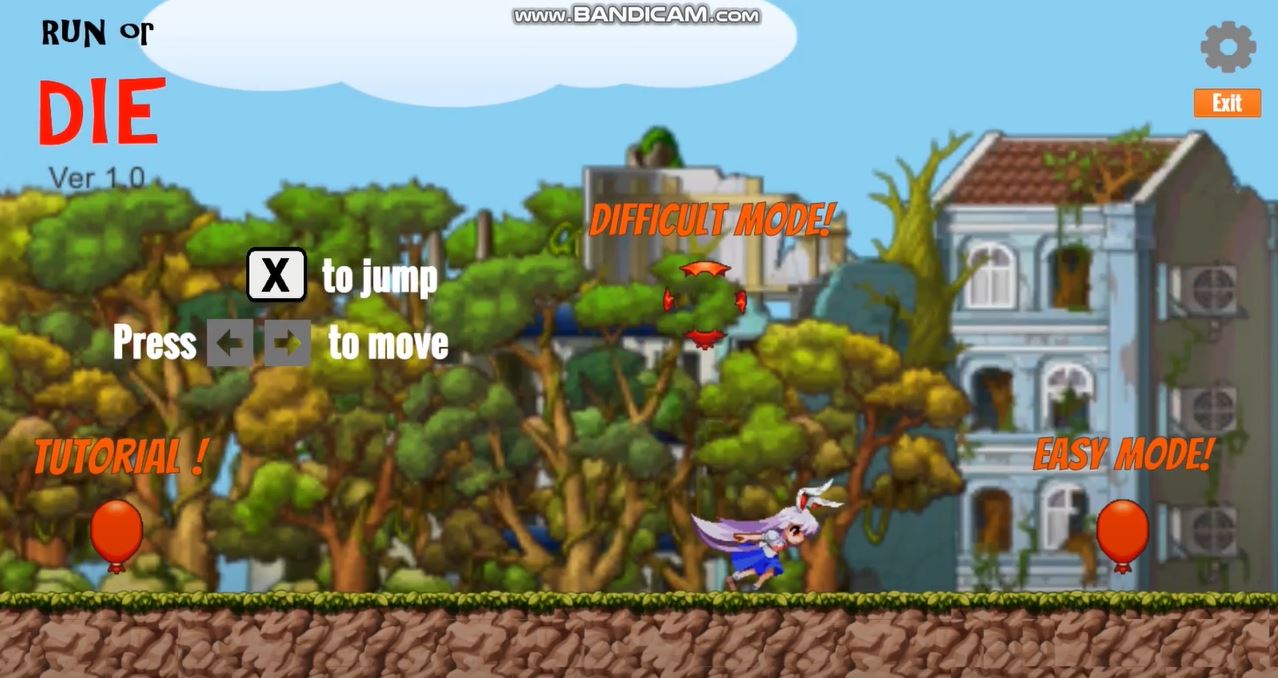 www.BANDICAM.com
RUN or
DIE
Ver 1.0
Exit
DIFFICULT MODE!
X to jump
Press to move
TUTORIAL !
EASY MODE!